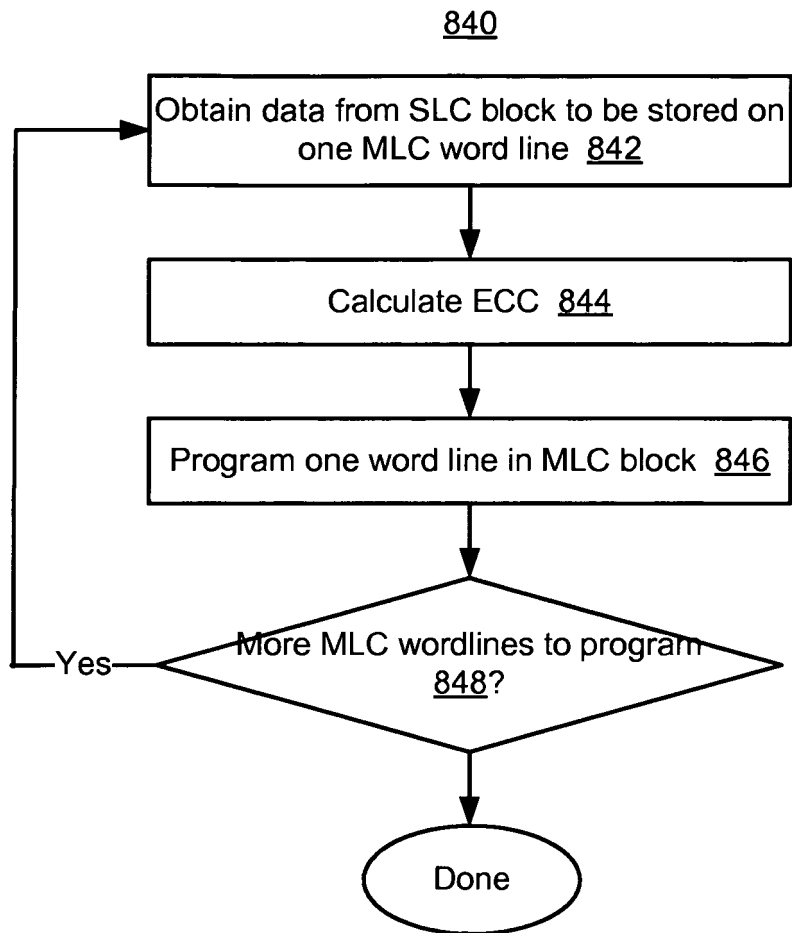 840
Obtain data from SLC block to be stored on
one MLC word line 842
Calculate ECC 844
Program one word line in MLC block 846
More MLC wordlines to program
848?
Yes
Done